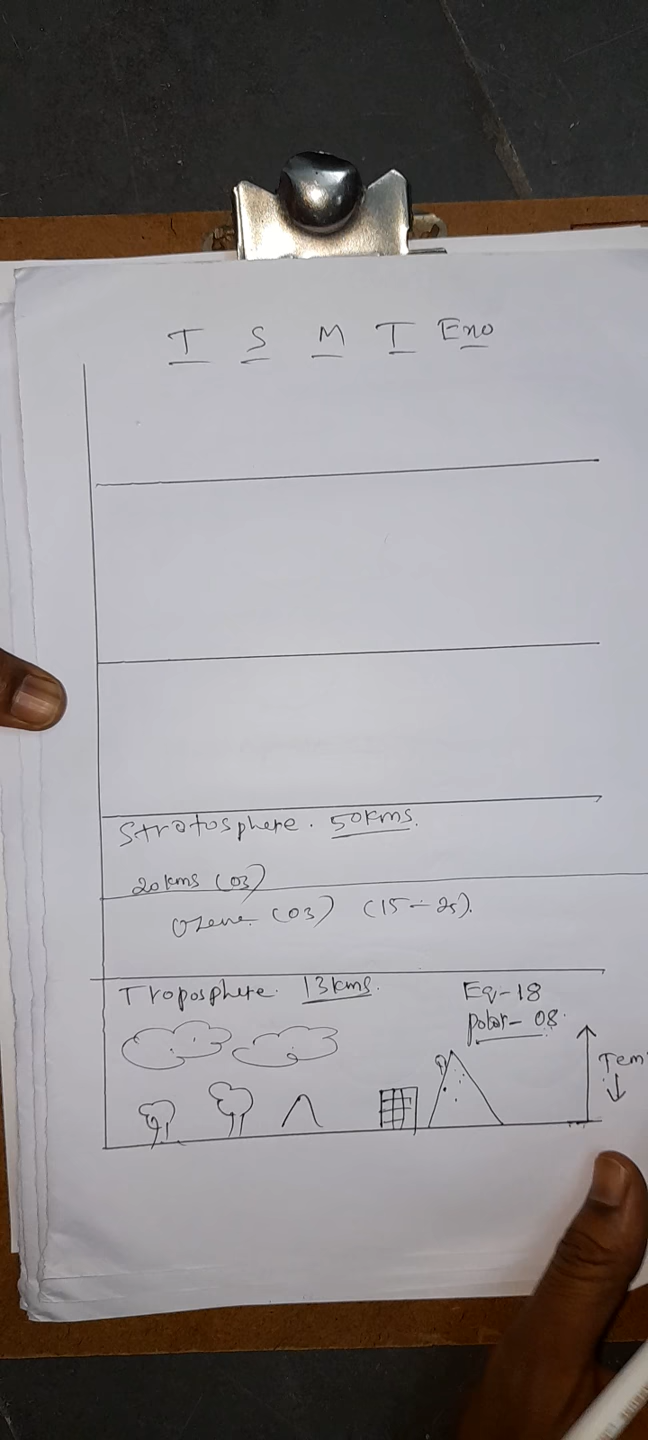 T S M T Exo
Stratosphere. 50kms.
20kms (O3)
Ozone (O3) (15-25).
Troposphere. 13kms.
Eq-18
polar- 08.
Tem